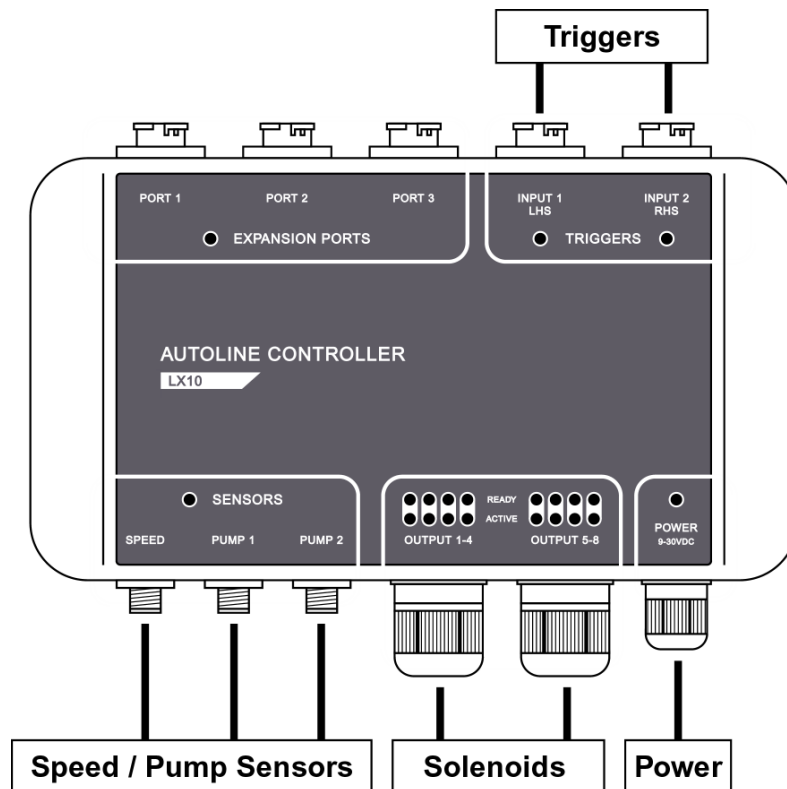 Triggers
PORT 1 PORT 2 PORT 3 INPUT 1 INPUT 2
LHS RHS
EXPANSION PORTS TRIGGERS
AUTOLINE CONTROLLER
LX10
SENSORS READY
ACTIVE POWER
SPEED PUMP 1 PUMP 2 OUTPUT 1-4 OUTPUT 5-8 9-30VDC
Speed / Pump Sensors Solenoids Power